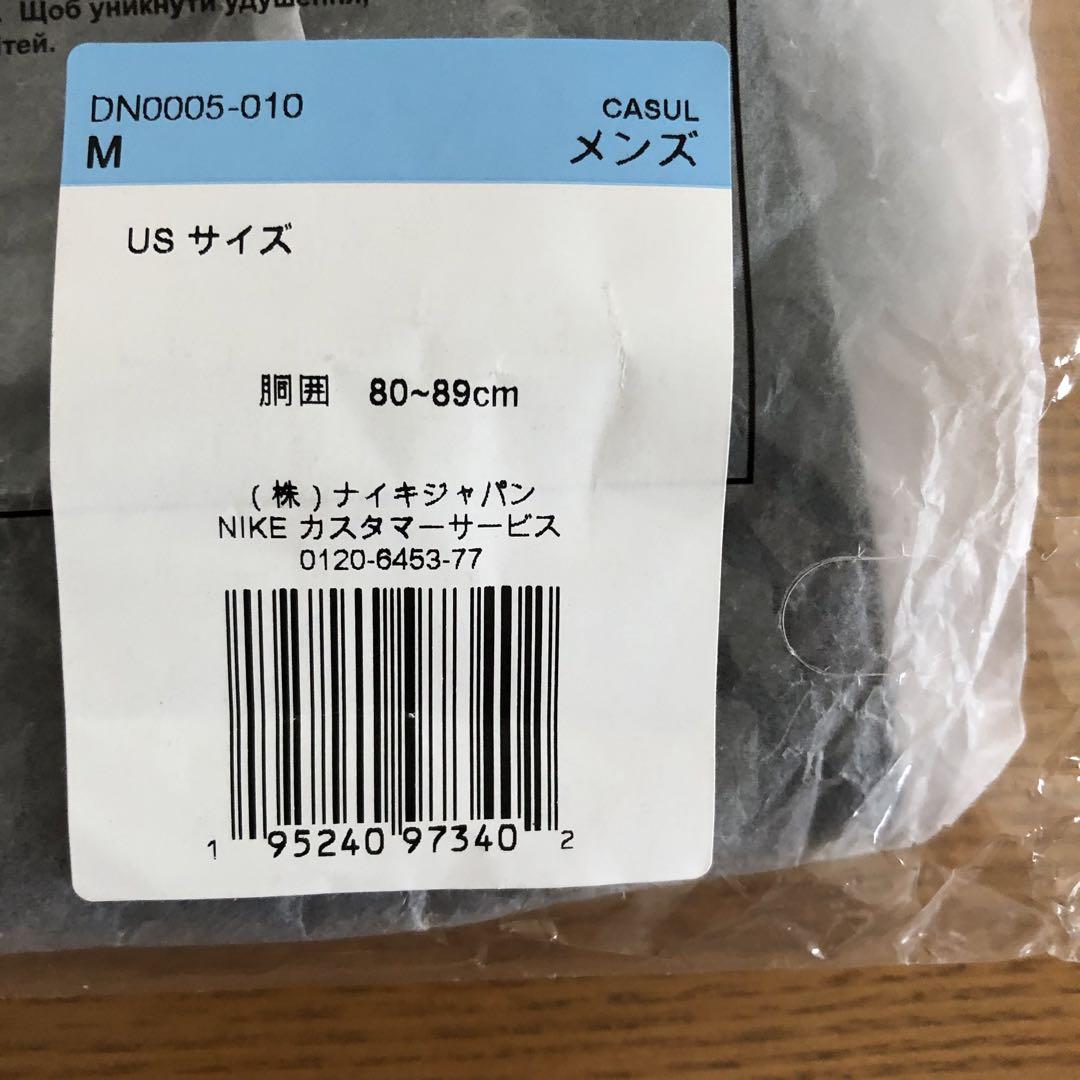 . Щоб уникнути удушення,
ітей.
DN0005-010
CASUL
M
メンズ
US サイズ
胴囲 80~89cm
(株)ナイキジャパン
NIKE カスタマーサービス
0120-6453-77
1 95240 97340 2